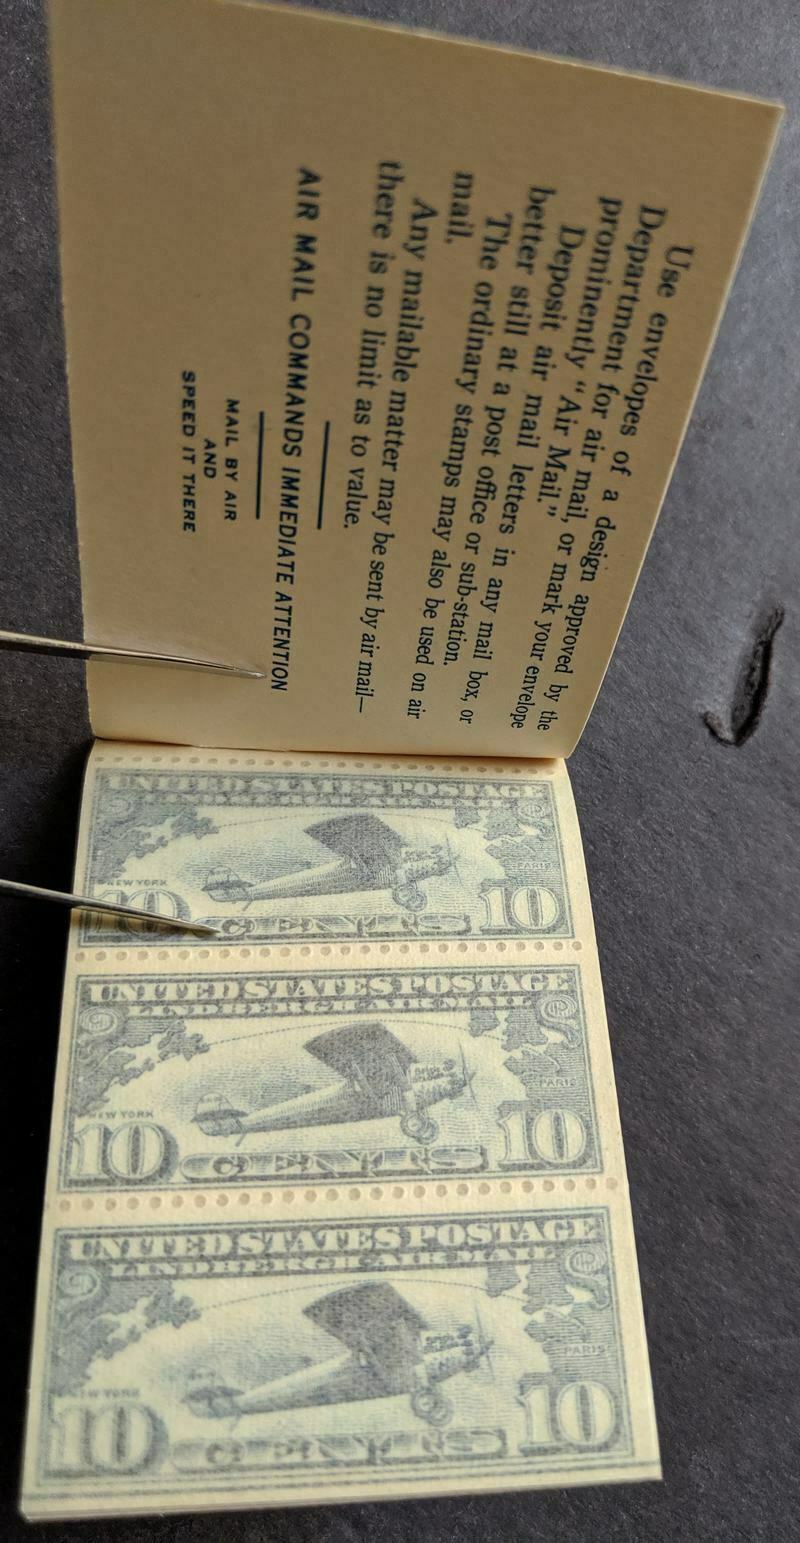 Use envelopes of a design approved by the
Department for air mail, or mark your envelope
prominently "Air Mail."
Deposit air mail letters in any mail box, or
better still at a post office or sub-station.
The ordinary stamps may also be used on air
mail.
Any mailable matter may be sent by air mail—
there is no limit as to value.
AIR MAIL COMMANDS IMMEDIATE ATTENTION
MAIL BY AIR
AND
SPEED IT THERE
UNITED STATES POSTAGE
LINDBERGH AIR MAIL
NEW YORK
PARIS
10 CENTS 10
UNITED STATES POSTAGE
LINDBERGH AIR MAIL
NEW YORK
PARIS
10 CENTS 10
UNITED STATES POSTAGE
LINDBERGH AIR MAIL
NEW YORK
PARIS
10 CENTS 10